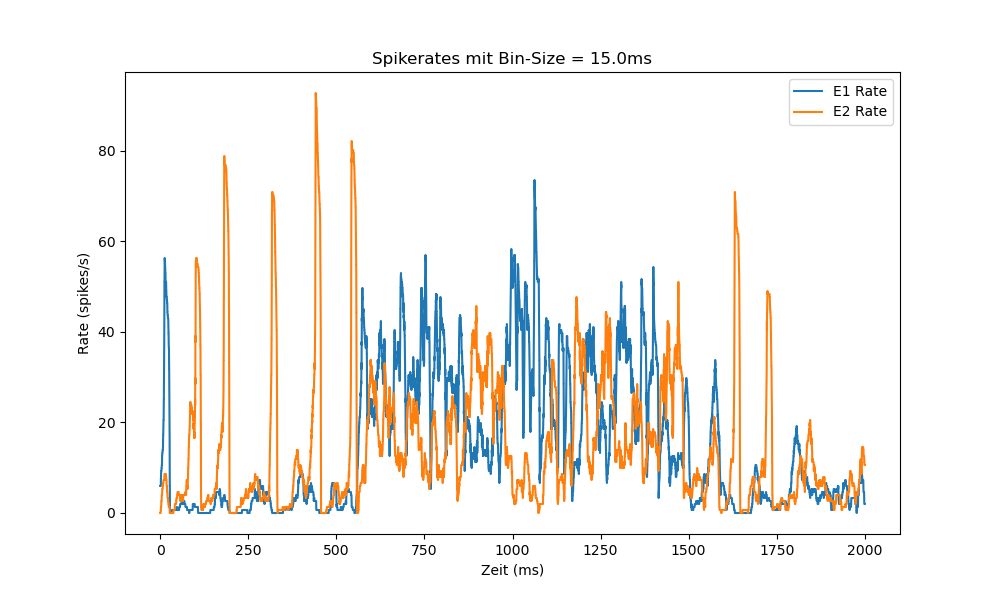 Spikerates mit Bin-Size = 15.0ms
E1 Rate
E2 Rate
80
60
40
20
0
Rate (spikes/s)
0 250 500 750 1000 1250 1500 1750 2000
Zeit (ms)